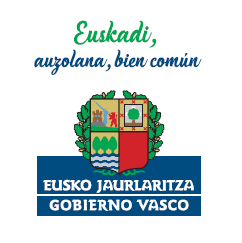 Euskadi,
auzolana, bien común
EUSKO JAURLARITZA
GOBIERNO VASCO